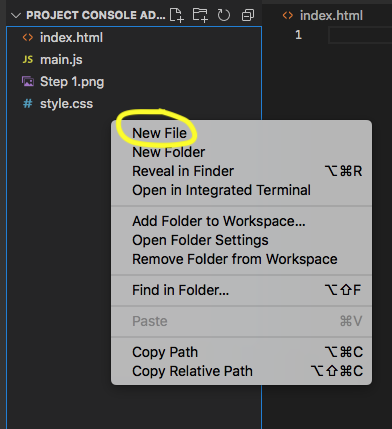 PROJECT CONSOLE AD...
index.html
JS main.js
Step 1.png
# style.css
index.html
1
New File
New Folder
Reveal in Finder ⌥⌘R
Open in Integrated Terminal
Add Folder to Workspace...
Open Folder Settings
Remove Folder from Workspace
Find in Folder... ⌥⇧F
Paste ⌘V
Copy Path ⌥⌘C
Copy Relative Path ⌥⇧⌘C